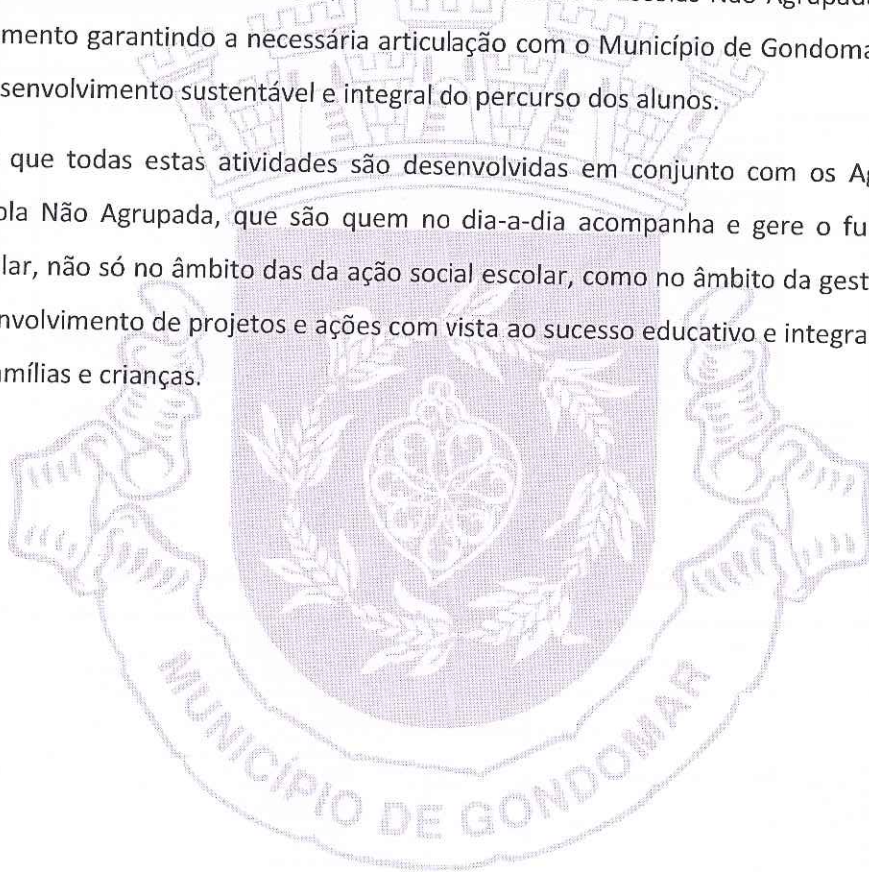 Não Agrupada
mento garantindo a necessária articulação com o Município de Gondoma
senvolvimento sustentável e integral do percurso dos alunos.
que todas estas atividades são desenvolvidas em conjunto com os Ag
ola Não Agrupada, que são quem no dia-a-dia acompanha e gere o fu
lar, não só no âmbito das da ação social escolar, como no âmbito da gest
nvolvimento de projetos e ações com vista ao sucesso educativo e integra
amílias e crianças.
MUNICÍPIO DE GONDOMAR